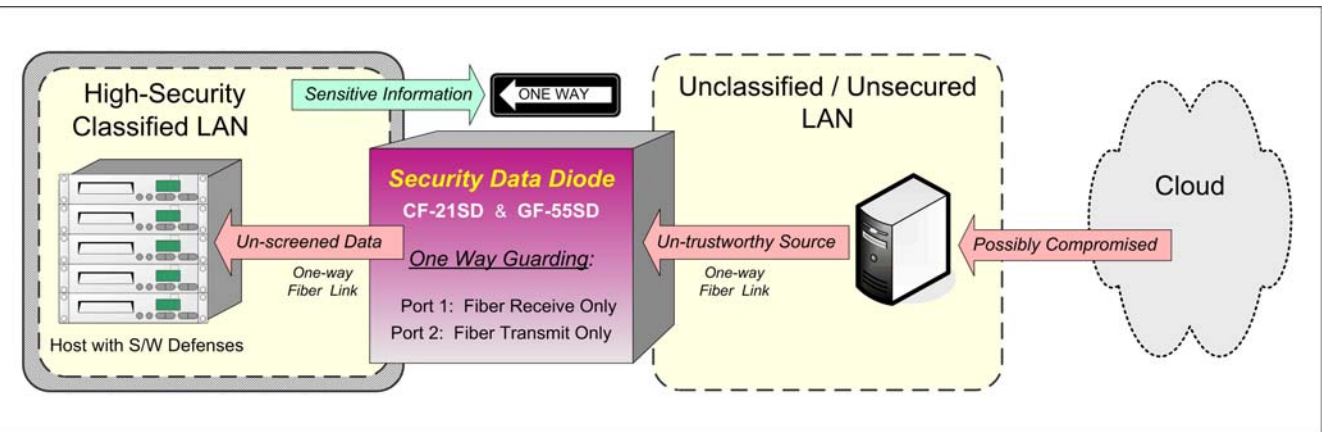 High-Security
Classified LAN
Sensitive Information
ONE WAY
Unclassified / Unsecured
LAN
Cloud
Security Data Diode
CF-21SD & GF-55SD
One Way Guarding:
Port 1: Fiber Receive Only
Port 2: Fiber Transmit Only
Un-screened Data
One-way
Fiber Link
Host with S/W Defenses
Un-trustworthy Source
One-way
Fiber Link
Possibly Compromised